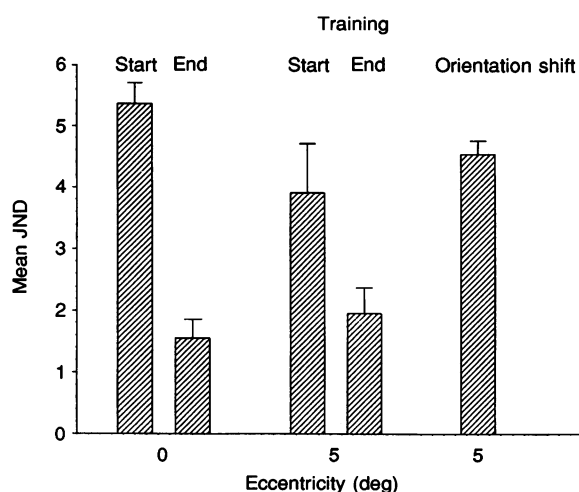 Training
Start End Start End Orientation shift
6
5
4
3
2
1
0
Mean JND
0 5 5
Eccentricity (deg)